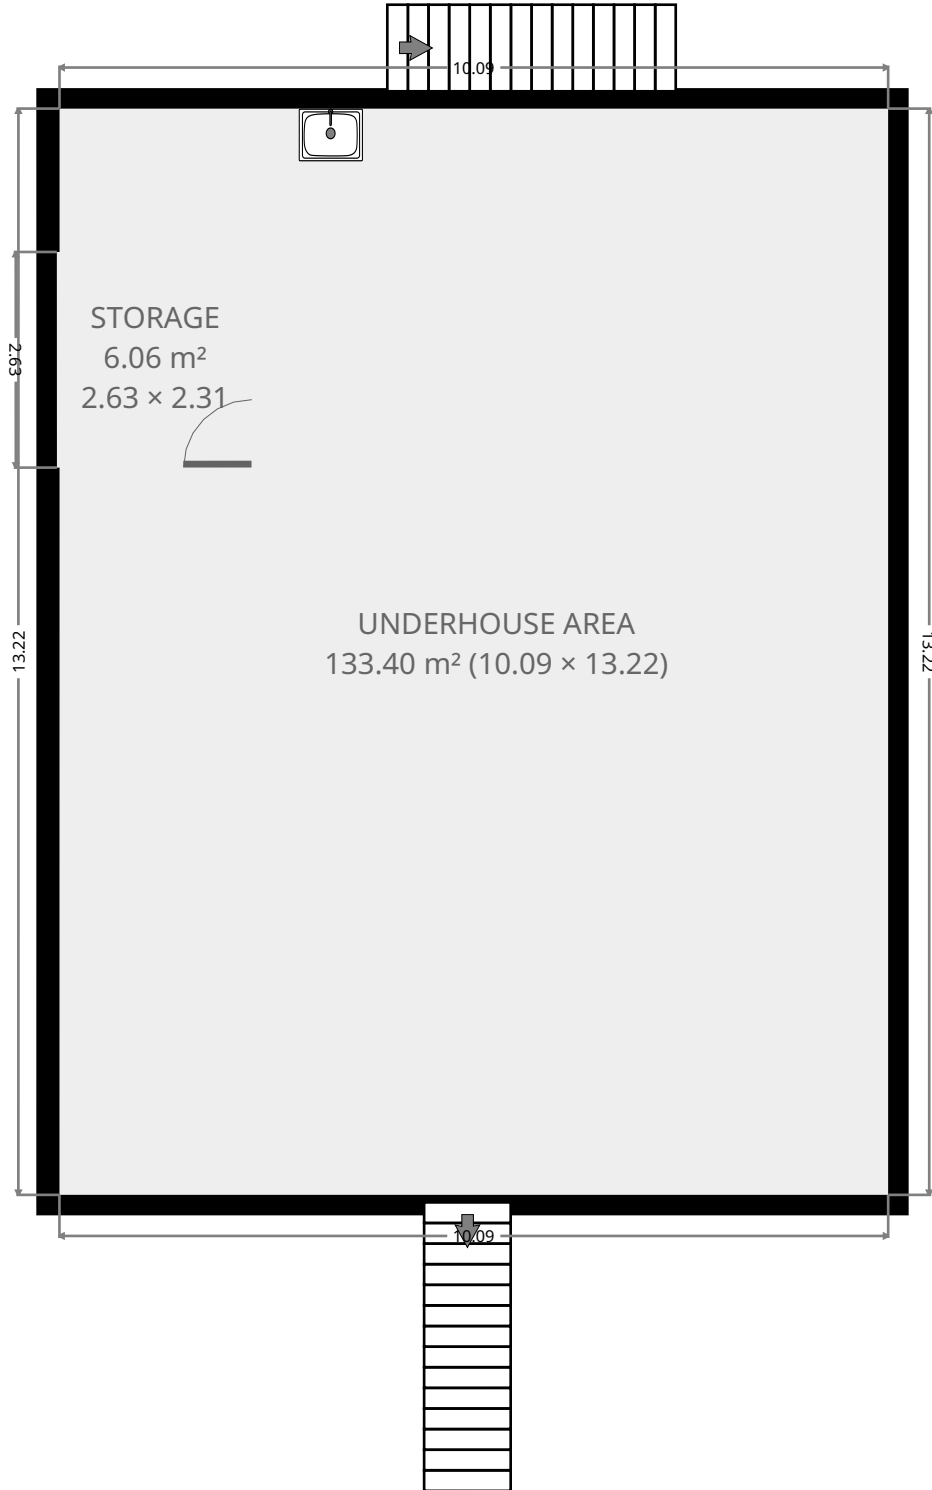 10.09
STORAGE
6.06 m²
2.63 × 2.31
2.63
UNDERHOUSE AREA
133.40 m² (10.09 × 13.22)
13.22
13.22
10.09